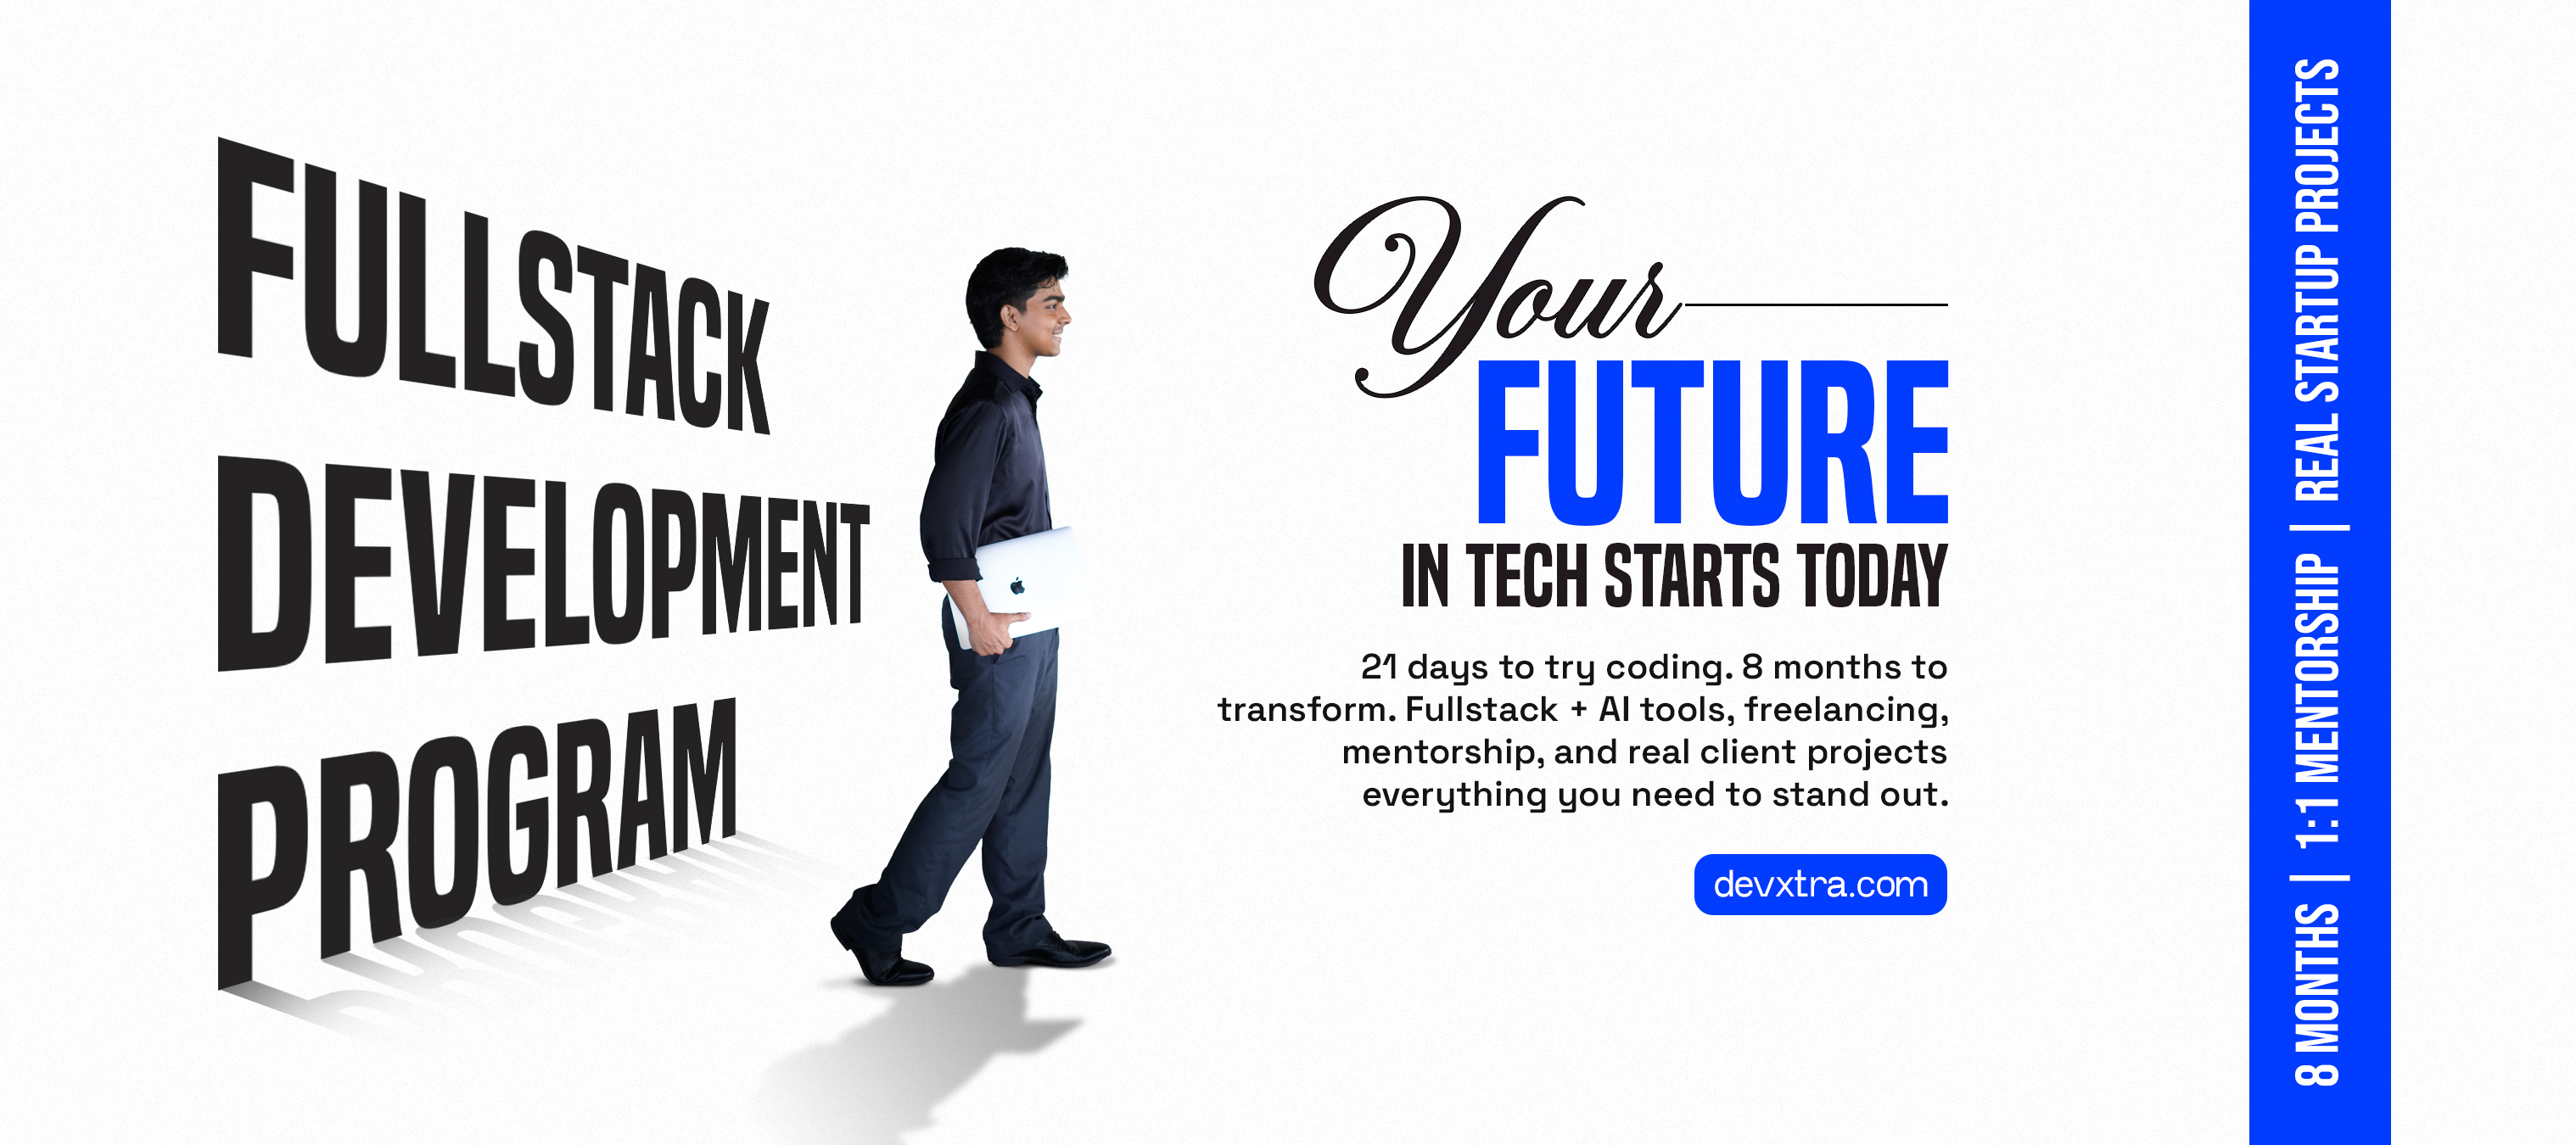 FULLSTACK
DEVELOPMENT
PROGRAM
Your
FUTURE
IN TECH STARTS TODAY
21 days to try coding. 8 months to
transform. Fullstack + AI tools, freelancing,
mentorship, and real client projects
everything you need to stand out.
devxtra.com
8 MONTHS | 1:1 MENTORSHIP | REAL STARTUP PROJECTS